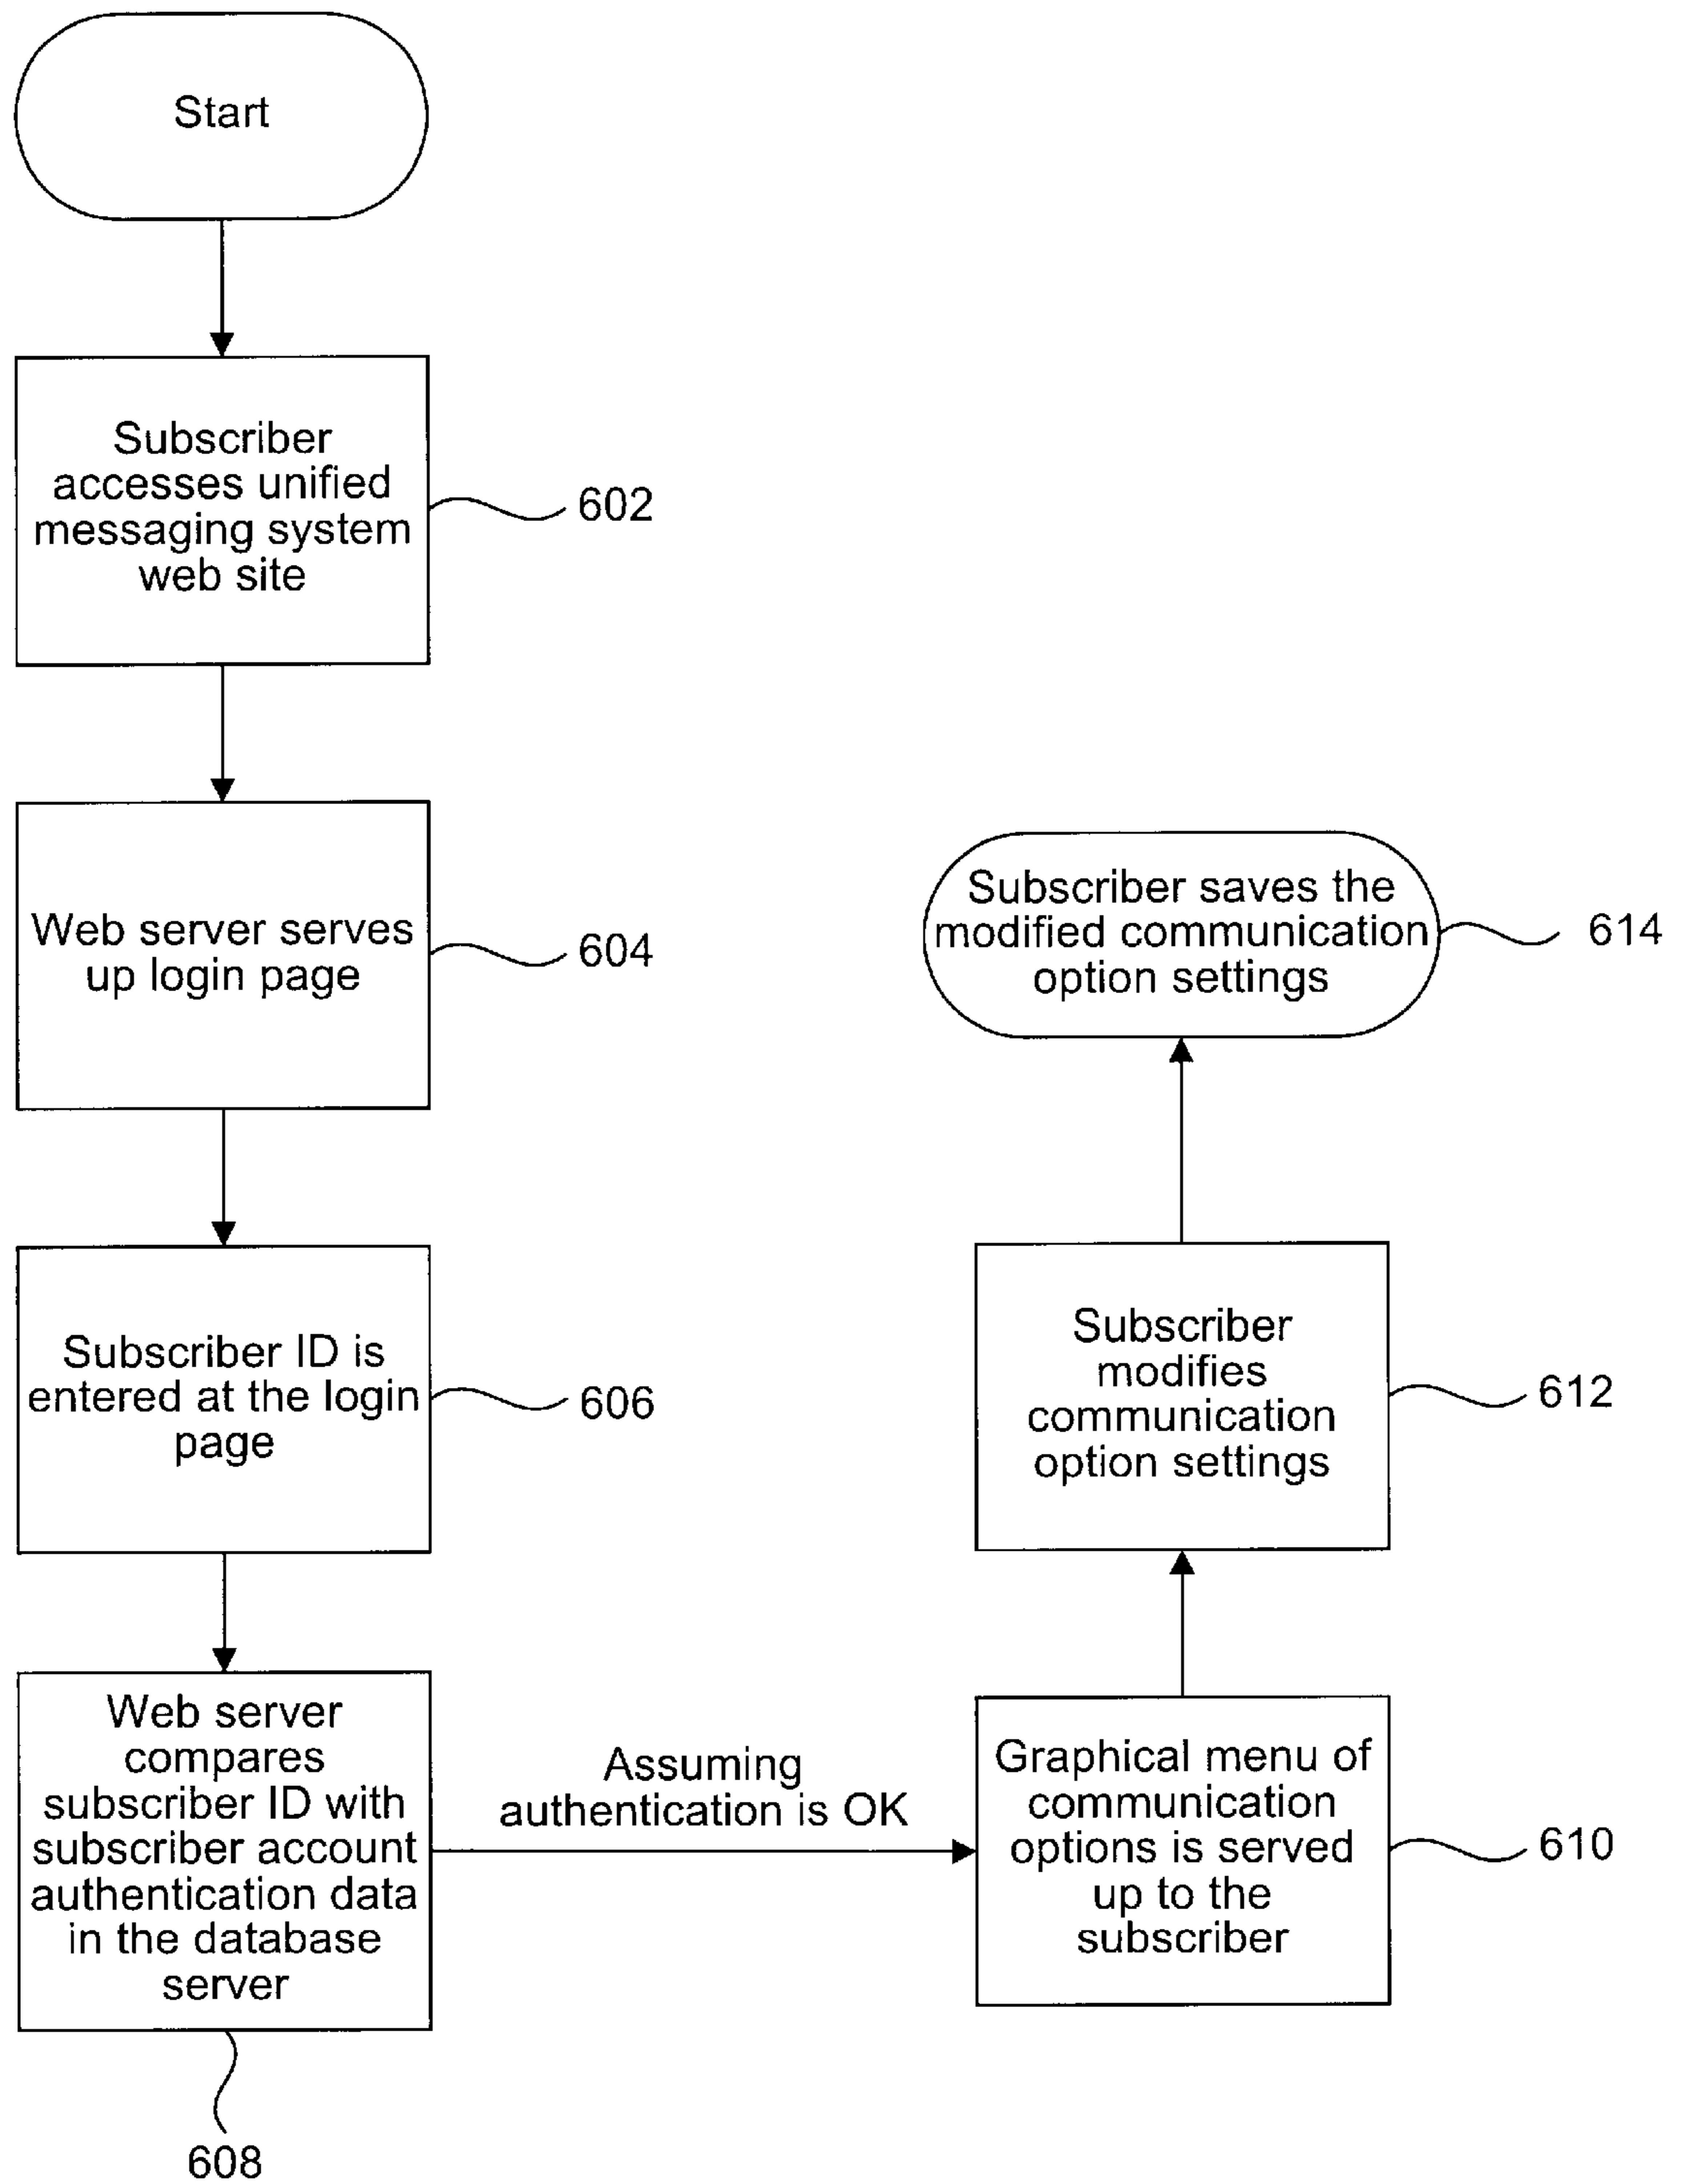 Start
Subscriber
accesses unified
messaging system
web site
602
Web server serves
up login page
604
Subscriber ID is
entered at the login
page
606
Web server
compares
subscriber ID with
subscriber account
authentication data
in the database
server
608
Assuming
authentication is OK
Graphical menu of
communication
options is served
up to the
subscriber
610
Subscriber
modifies
communication
option settings
612
Subscriber saves the
modified communication
option settings
614